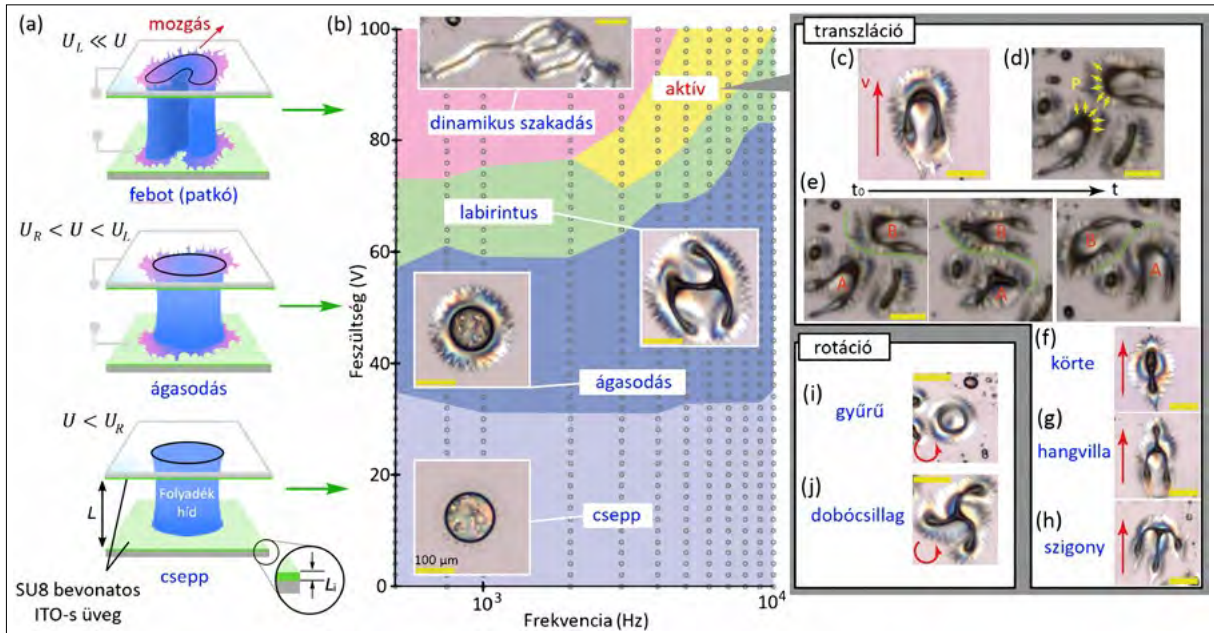 (a)
mozgás
U_L ≪ U
febot (patkó)
U_R < U < U_L
ágasodás
U < U_R
L
Folyadék
híd
csepp
L_i
SU8 bevonatos
ITO-s üveg
(b)
Feszültség (V)
100
80
60
40
20
0
10³
10⁴
Frekvencia (Hz)
dinamikus szakadás
aktív
labirintus
ágasodás
csepp
100 µm
transzláció
(c)
v
(d)
P
(e)
t₀
t
B
A
B
A
B
A
rotáció
(i)
gyűrű
(j)
dobócsillag
(f)
körte
(g)
hangvilla
(h)
szigony